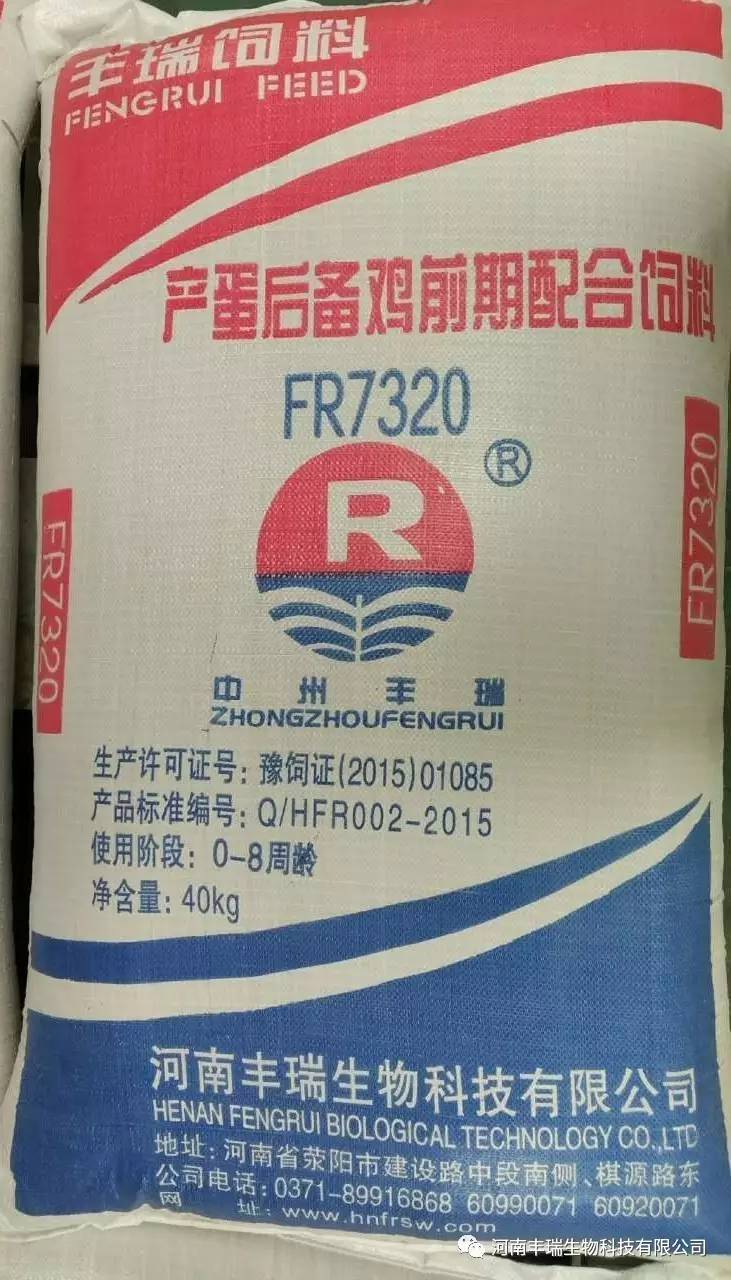 丰瑞饲料
FENGRUI FEED
产蛋后备鸡前期配合饲料
FR7320
R
®
FR7320
FR7320
中州丰瑞
ZHONGZHOUFENGRUI
生产许可证号：豫饲证(2015)01085
产品标准编号：Q/HFR002-2015
使用阶段：0-8周龄
净含量：40kg
河南丰瑞生物科技有限公司
HENAN FENGRUI BIOLOGICAL TECHNOLOGY CO.,LTD
地址：河南省荥阳市建设路中段南侧、棋源路东
公司电话：0371-89916868 60990071 60920071
网址：www.hnfrsw.com
河南丰瑞生物科技有限公司